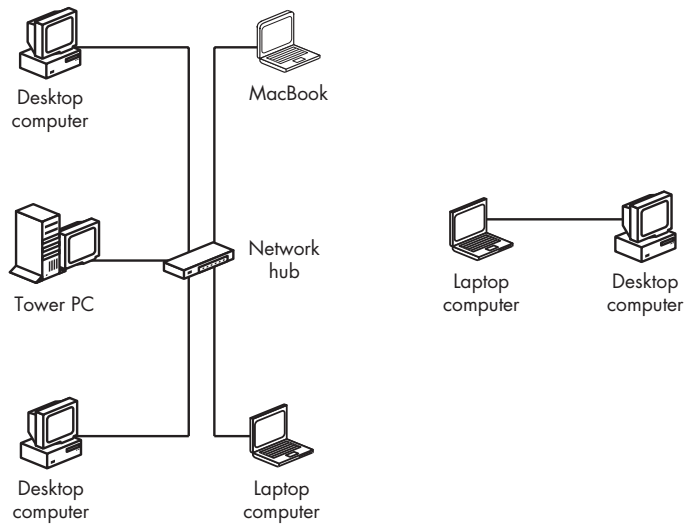 Desktop
computer
MacBook
Tower PC
Network
hub
Desktop
computer
Laptop
computer
Laptop
computer
Desktop
computer